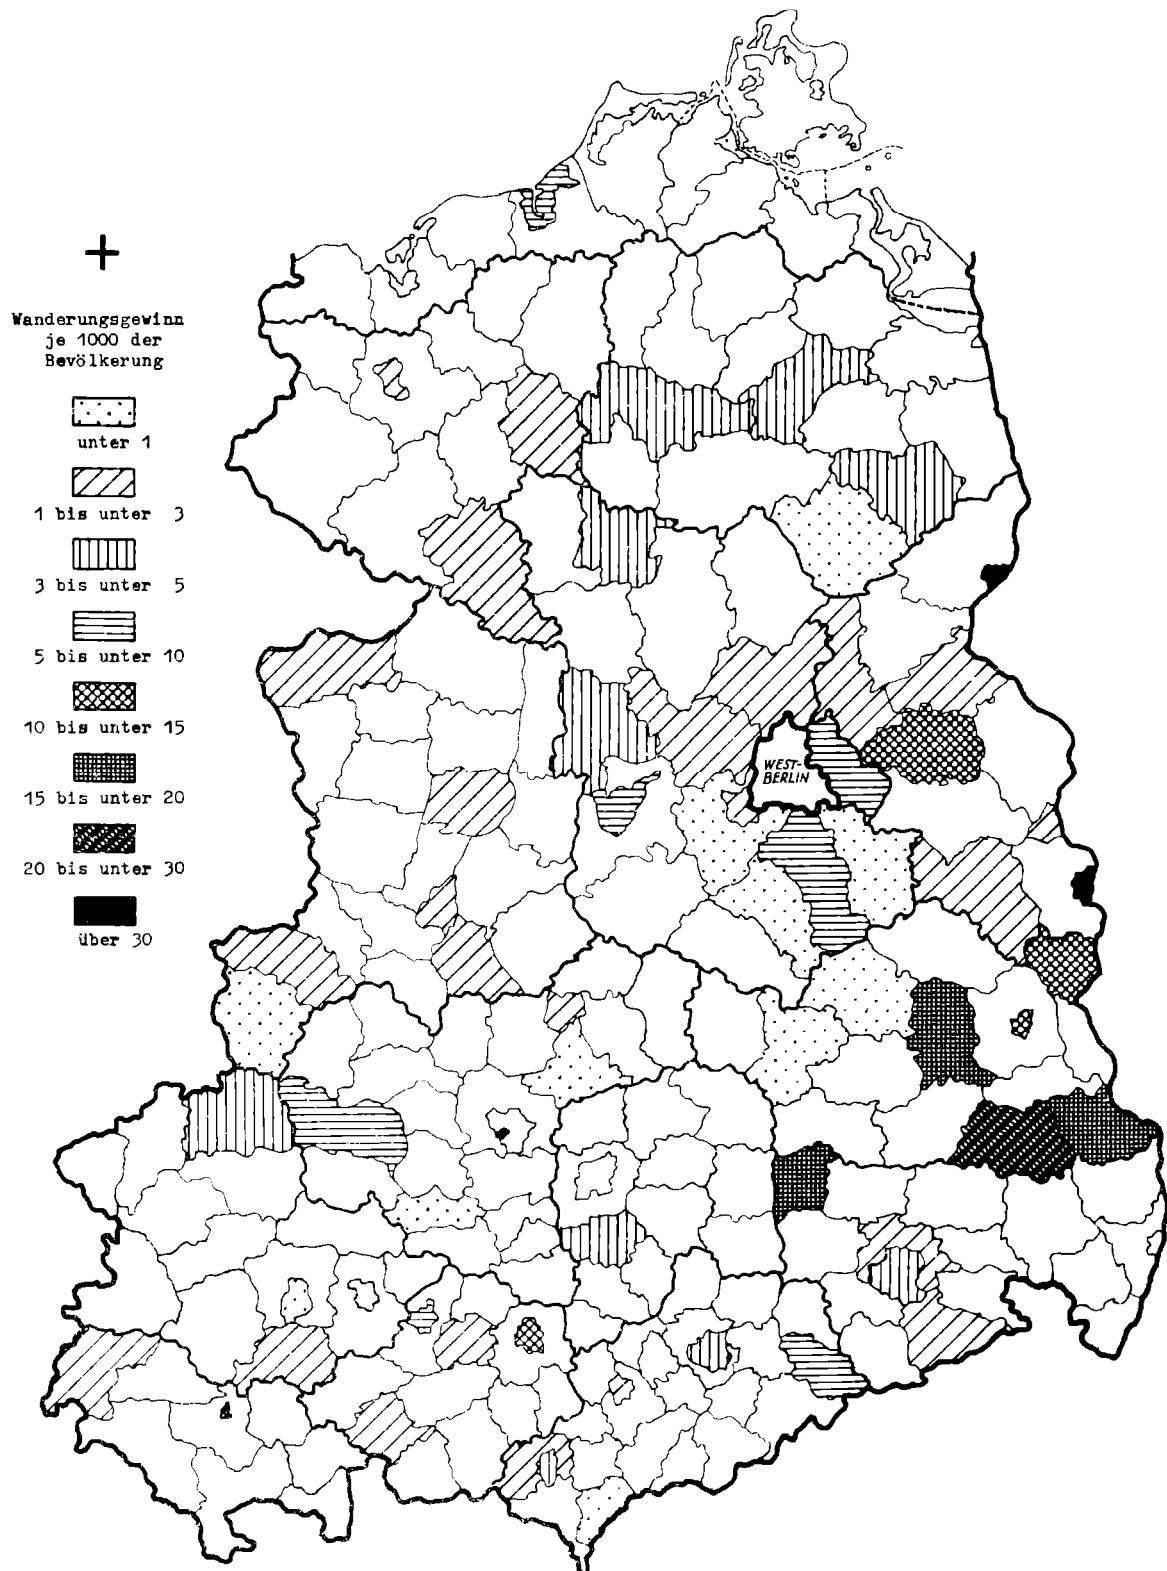 +
Wanderungsgewinn
je 1000 der
Bevölkerung
unter 1
1 bis unter 3
3 bis unter 5
5 bis unter 10
10 bis unter 15
15 bis unter 20
20 bis unter 30
über 30
WEST-
BERLIN